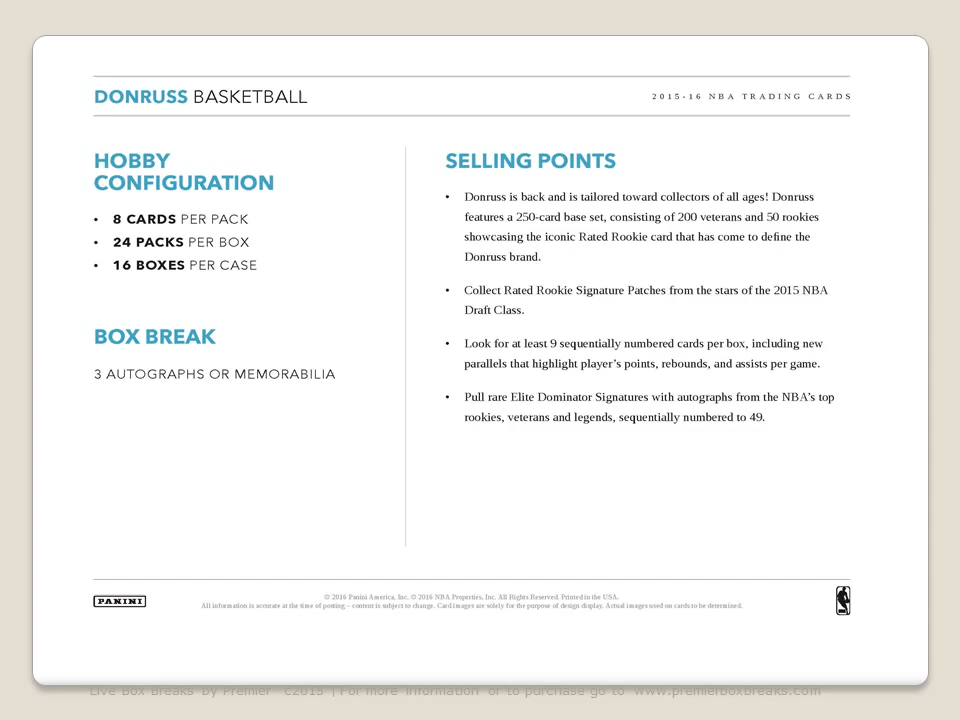 DONRUSS BASKETBALL
2015-16 NBA TRADING CARDS
HOBBY
CONFIGURATION
• 8 CARDS PER PACK
• 24 PACKS PER BOX
• 16 BOXES PER CASE
BOX BREAK
3 AUTOGRAPHS OR MEMORABILIA
SELLING POINTS
• Donruss is back and is tailored toward collectors of all ages! Donruss
features a 250-card base set, consisting of 200 veterans and 50 rookies
showcasing the iconic Rated Rookie card that has come to define the
Donruss brand.
• Collect Rated Rookie Signature Patches from the stars of the 2015 NBA
Draft Class.
• Look for at least 9 sequentially numbered cards per box, including new
parallels that highlight player’s points, rebounds, and assists per game.
• Pull rare Elite Dominator Signatures with autographs from the NBA’s top
rookies, veterans and legends, sequentially numbered to 49.
PANINI
© 2016 Panini America, Inc. © 2016 NBA Properties, Inc. All Rights Reserved. Printed in the USA.
All information is accurate at the time of posting – content is subject to change. Card images are solely for the purpose of design display. Actual images used on cards to be determined.
Live Box Breaks by Premier c2015 | For more information or to purchase go to www.premierboxbreaks.com